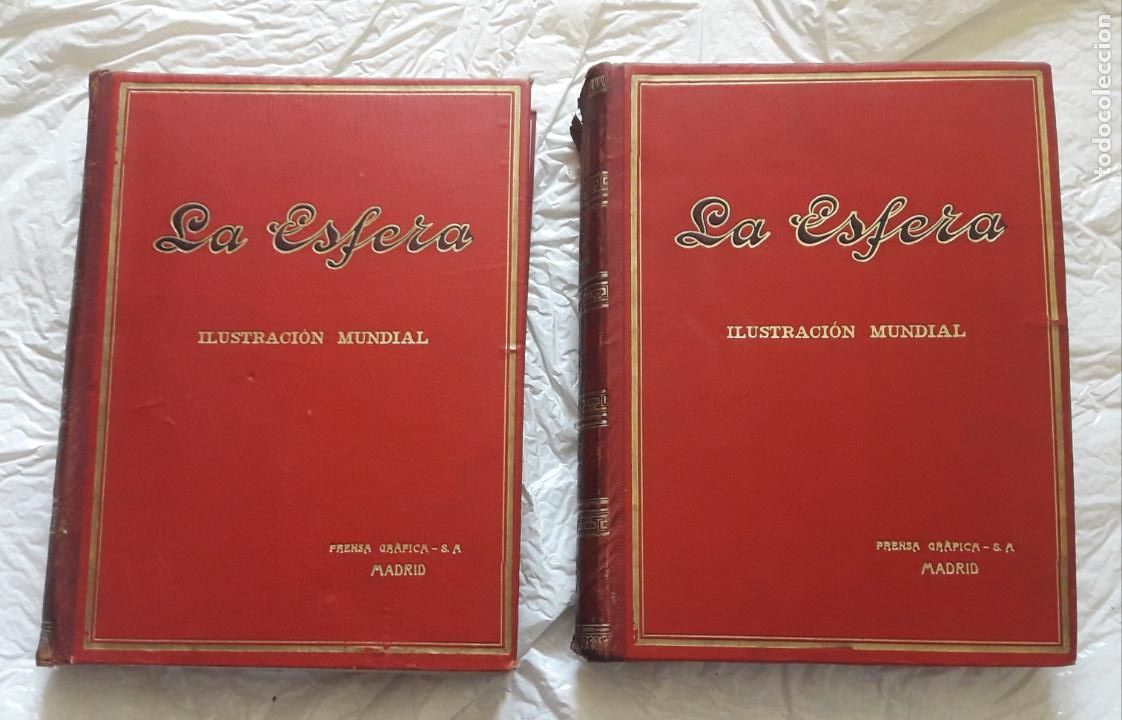 La Esfera
ILUSTRACIÓN MUNDIAL
PRENSA GRÁFICA - S. A
MADRID
La Esfera
ILUSTRACIÓN MUNDIAL
PRENSA GRÁFICA - S. A
MADRID
todocoleccion